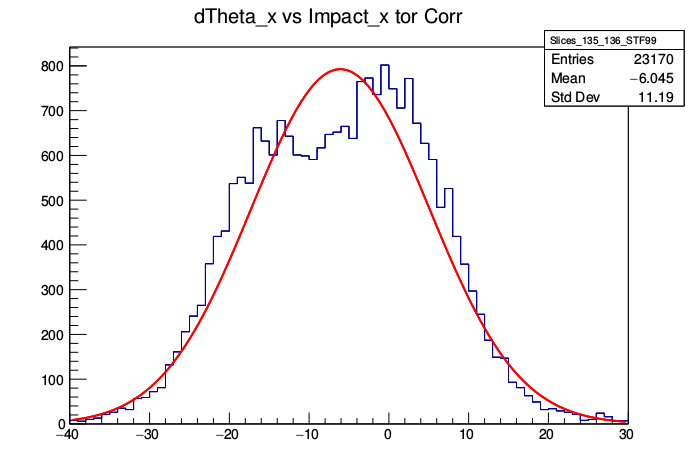 dTheta_x vs Impact_x tor Corr
Slices_135_136_STF99
Entries 23170
Mean −6.045
Std Dev 11.19
800
700
600
500
400
300
200
100
0
−40 −30 −20 −10 0 10 20 30